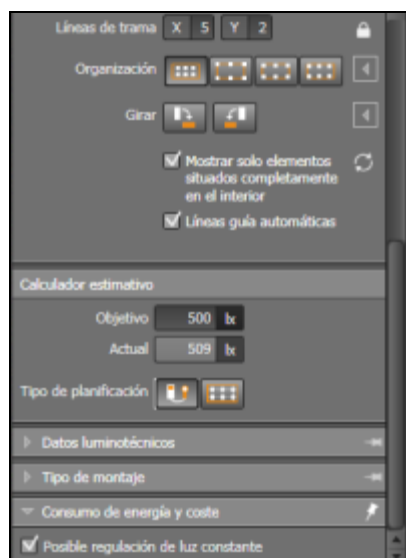 Líneas de trama X 5 Y 2
Organización
Girar
Mostrar solo elementos
situados completamente
en el interior
Líneas guía automáticas
Calculador estimativo
Objetivo 500 lx
Actual 509 lx
Tipo de planificación
Datos luminotécnicos
Tipo de montaje
Consumo de energía y coste
Posible regulación de luz constante